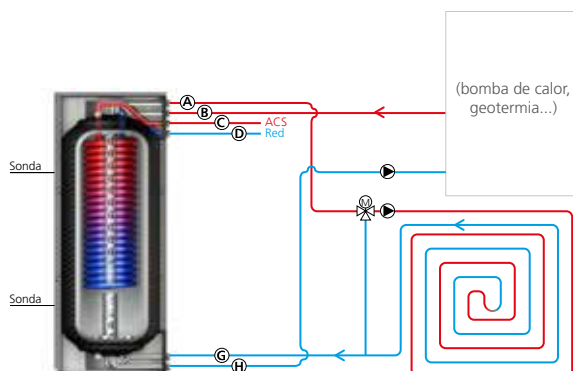 A
B
C
ACS
D
Red
(bomba de calor,
geotermia...)
Sonda
M
Sonda
G
H